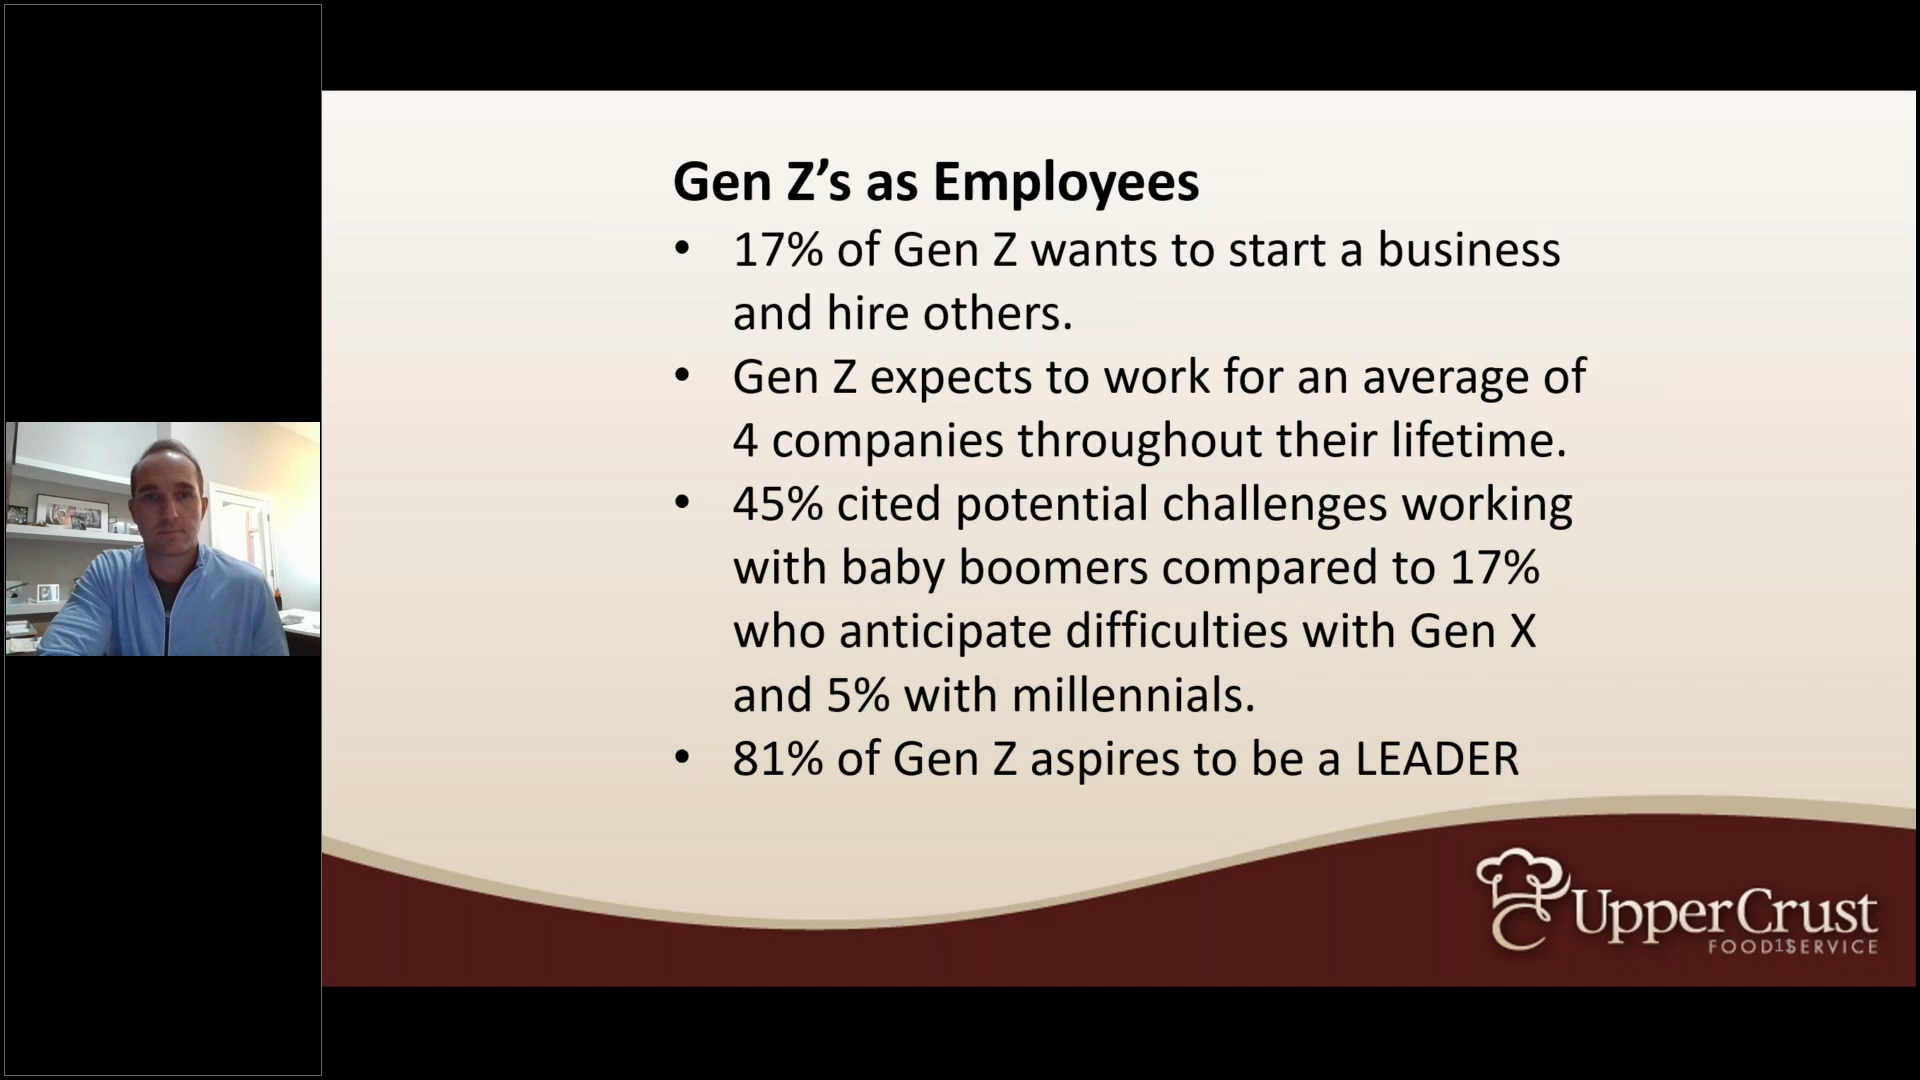 Gen Z’s as Employees
• 17% of Gen Z wants to start a business
and hire others.
• Gen Z expects to work for an average of
4 companies throughout their lifetime.
• 45% cited potential challenges working
with baby boomers compared to 17%
who anticipate difficulties with Gen X
and 5% with millennials.
• 81% of Gen Z aspires to be a LEADER
UpperCrust
FOOD SERVICE